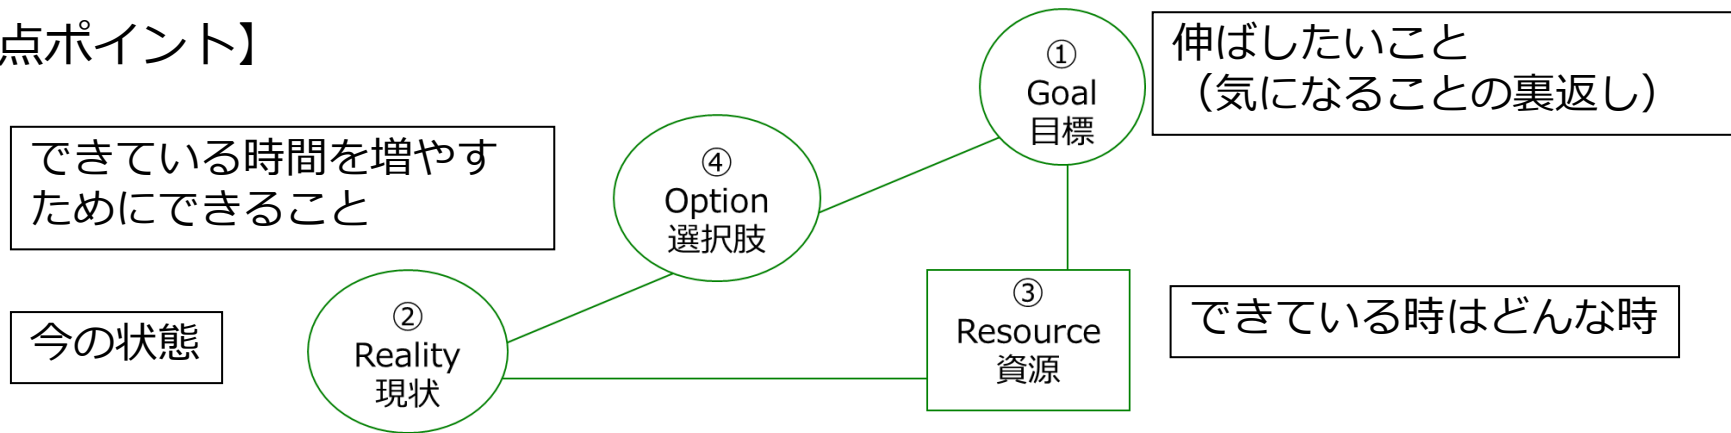 点ポイント】
①
Goal
目標
伸ばしたいこと
（気になることの裏返し）
できている時間を増やす
ためにできること
④
Option
選択肢
今の状態
②
Reality
現状
③
Resource
資源
できている時はどんな時